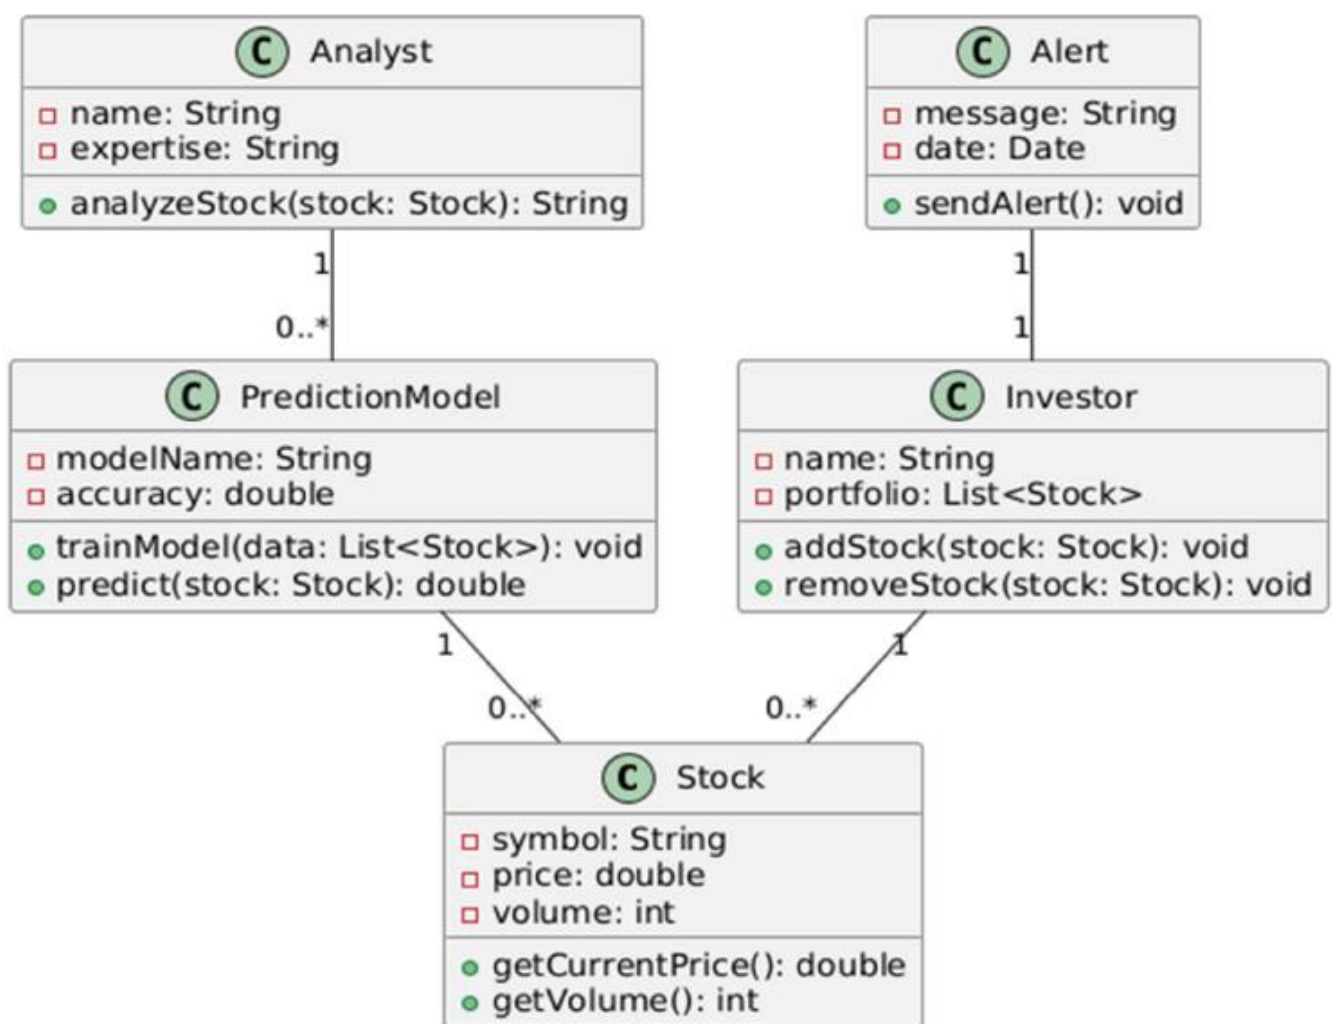 C Analyst
name: String
expertise: String
analyzeStock(stock: Stock): String
C Alert
message: String
date: Date
sendAlert(): void
1
0..*
1
1
C PredictionModel
modelName: String
accuracy: double
trainModel(data: List<Stock>): void
predict(stock: Stock): double
C Investor
name: String
portfolio: List<Stock>
addStock(stock: Stock): void
removeStock(stock: Stock): void
1
0..*
1
0..*
C Stock
symbol: String
price: double
volume: int
getCurrentPrice(): double
getVolume(): int